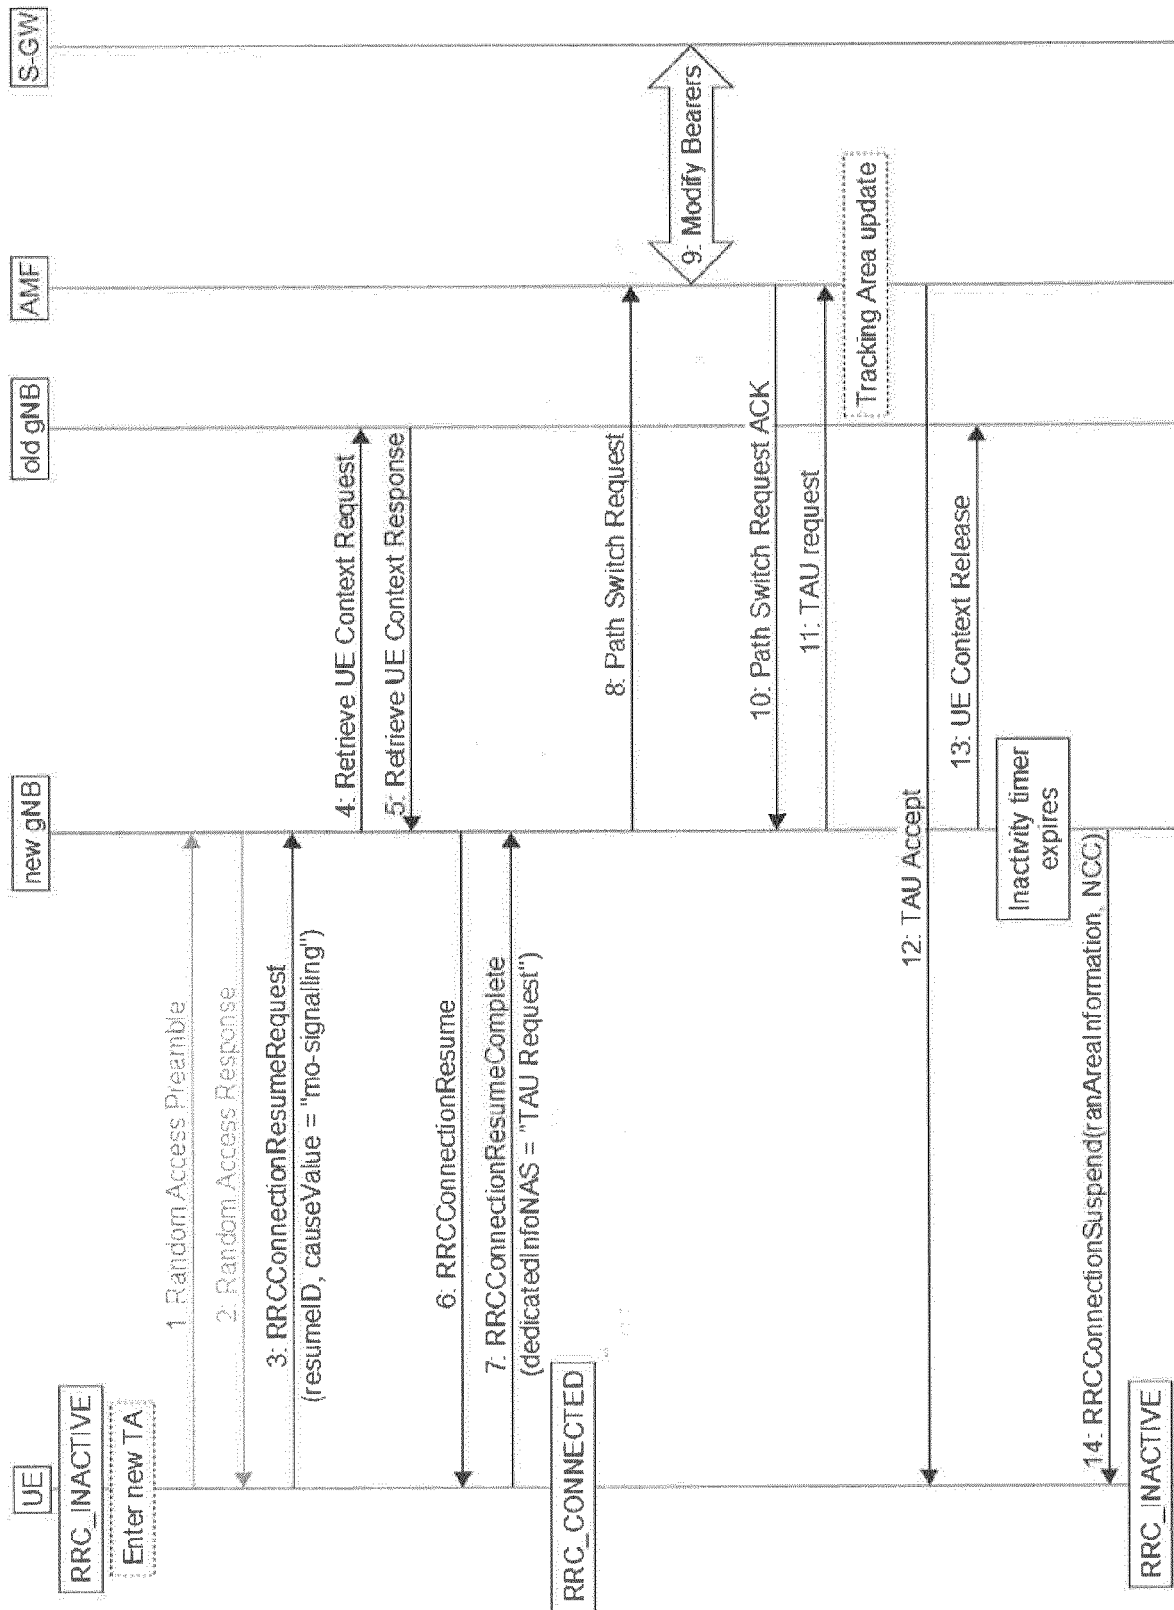 UE
new gNB
old gNB
AMF
S-GW
RRC_INACTIVE
Enter new TA
1 Random Access Preamble
2: Random Access Response
3: RRCConnectionResumeRequest
(resumeID, causeValue = "mo-signalling")
4: Retrieve UE Context Request
5: Retrieve UE Context Response
6: RRCConnectionResume
7: RRCConnectionResumeComplete
(dedicatedInfoNAS = "TAU Request")
RRC_CONNECTED
8: Path Switch Request
9: Modify Bearers
10: Path Switch Request ACK
11: TAU request
Tracking Area update
12: TAU Accept
13: UE Context Release
Inactivity timer
expires
14: RRCConnectionSuspend(ranAreaInformation, NCC)
RRC_INACTIVE